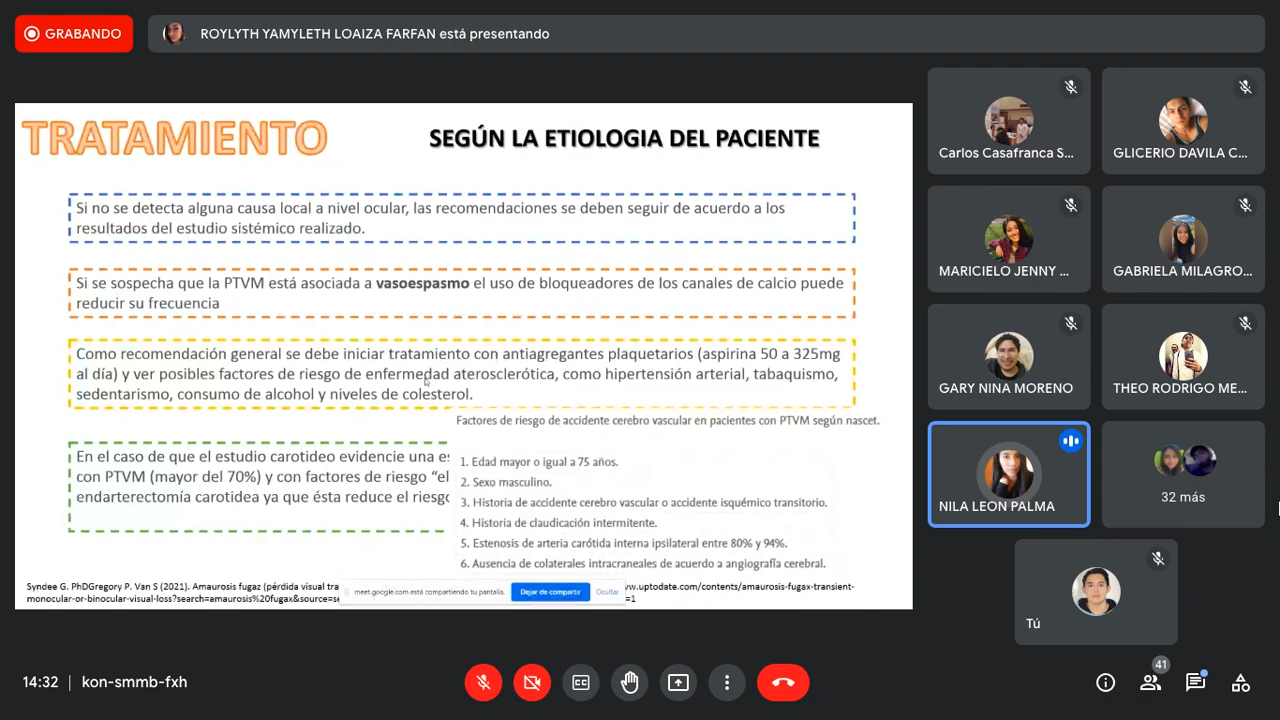 GRABANDO
ROYLYTH YAMYLETH LOAIZA FARFAN está presentando
TRATAMIENTO
SEGÚN LA ETIOLOGIA DEL PACIENTE
Si no se detecta alguna causa local a nivel ocular, las recomendaciones se deben seguir de acuerdo a los
resultados del estudio sistémico realizado.
Si se sospecha que la PTVM está asociada a vasoespasmo el uso de bloqueadores de los canales de calcio puede
reducir su frecuencia
Como recomendación general se debe iniciar tratamiento con antiagregantes plaquetarios (aspirina 50 a 325mg
al día) y ver posibles factores de riesgo de enfermedad aterosclerótica, como hipertensión arterial, tabaquismo,
sedentarismo, consumo de alcohol y niveles de colesterol.
Factores de riesgo de accidente cerebro vascular en pacientes con PTVM según nascet.
En el caso de que el estudio carotideo evidencie una es
con PTVM (mayor del 70%) y con factores de riesgo “el
endarterectomía carotidea ya que ésta reduce el riesgo
1. Edad mayor o igual a 75 años.
2. Sexo masculino.
3. Historia de accidente cerebro vascular o accidente isquémico transitorio.
4. Historia de claudicación intermitente.
5. Estenosis de arteria carótida interna ipsilateral entre 80% y 94%.
6. Ausencia de colaterales intracraneales de acuerdo a angiografía cerebral.
Syndee G. PhDGregory P. Van S (2021). Amaurosis fugaz (pérdida visual tra
ww.uptodate.com/contents/amaurosis-fugax-transient-
monocular-or-binocular-visual-loss?search=amaurosis%20fugax&source=se
=1
meet.google.com está compartiendo tu pantalla.
Dejar de compartir
Ocultar
Carlos Casafranca S...
GLICERIO DAVILA C...
MARICIELO JENNY ...
GABRIELA MILAGRO...
GARY NINA MORENO
THEO RODRIGO ME...
NILA LEON PALMA
32 más
Tú
14:32
kon-smmb-fxh
41